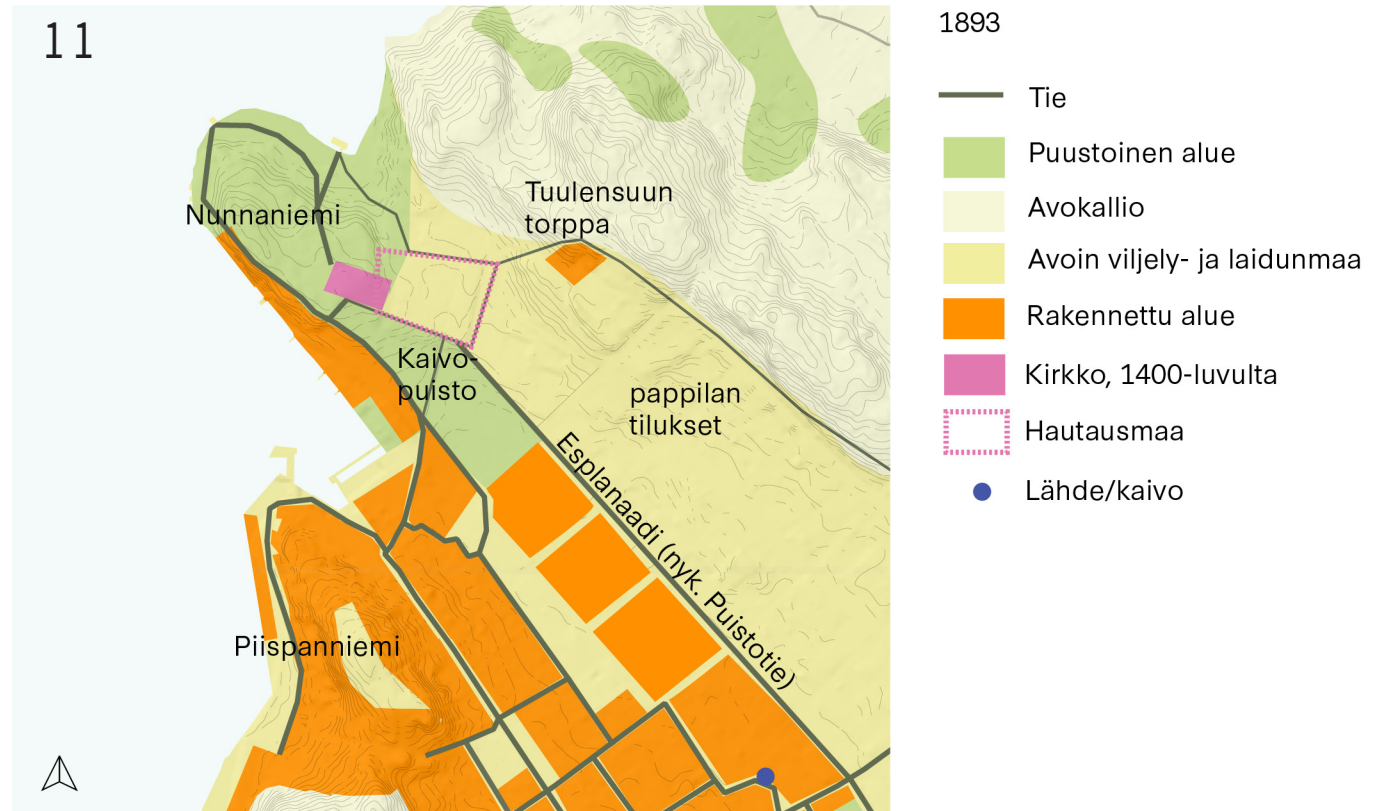 11
Nunnaniemi
Tuulensuun
torppa
Kaivo-
puisto
pappilan
tilukset
Esplanaadi (nyk. Puistotie)
Piispanniemi
1893
Tie
Puustoinen alue
Avokallio
Avoin viljely- ja laidunmaa
Rakennettu alue
Kirkko, 1400-luvulta
Hautausmaa
Lähde/kaivo